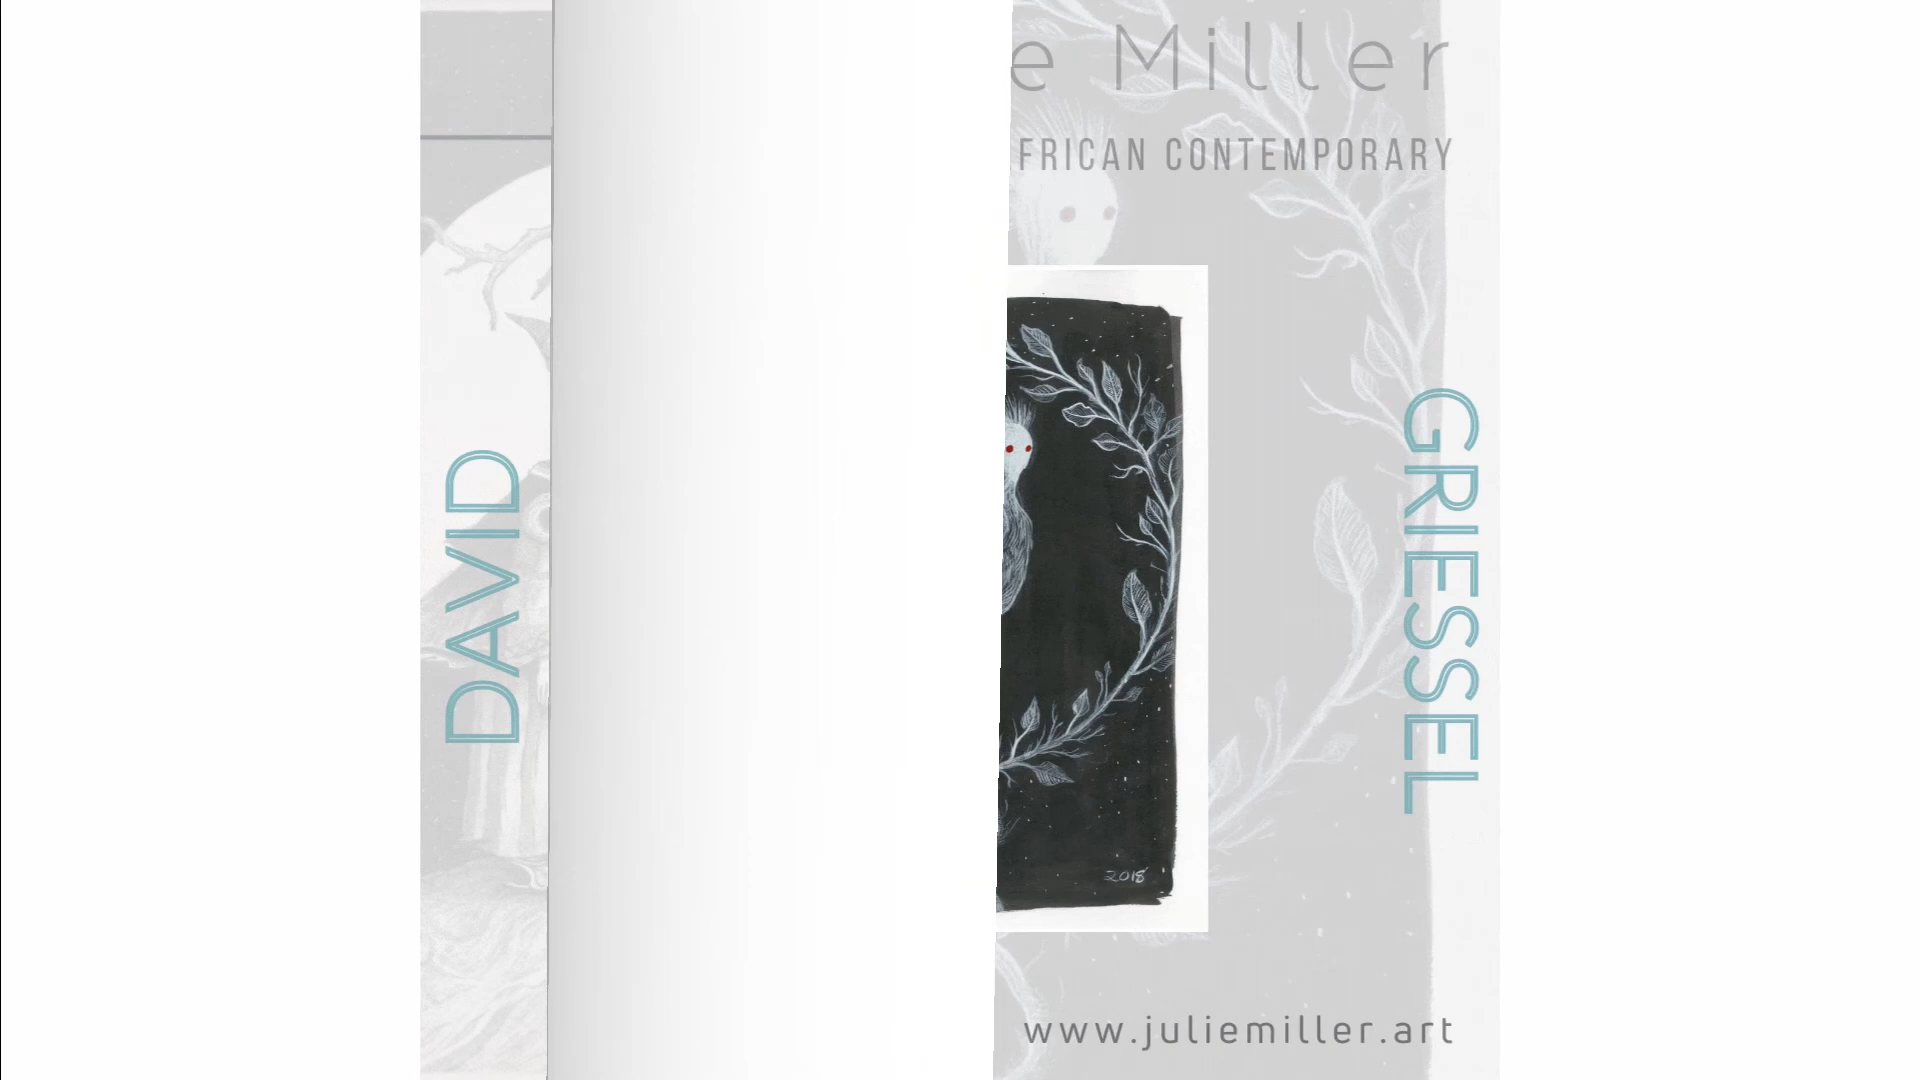 e Miller
FRICAN CONTEMPORARY
DAVID
GRIESSEL
2018
www.juliemiller.art